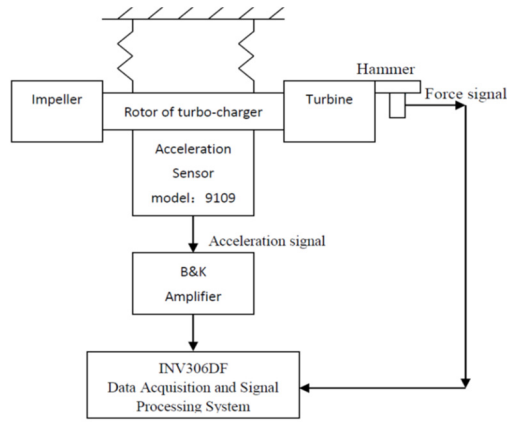 Hammer
Impeller
Rotor of turbo-charger
Turbine
Force signal
Acceleration
Sensor
model：9109
Acceleration signal
B&K
Amplifier
INV306DF
Data Acquisition and Signal
Processing System